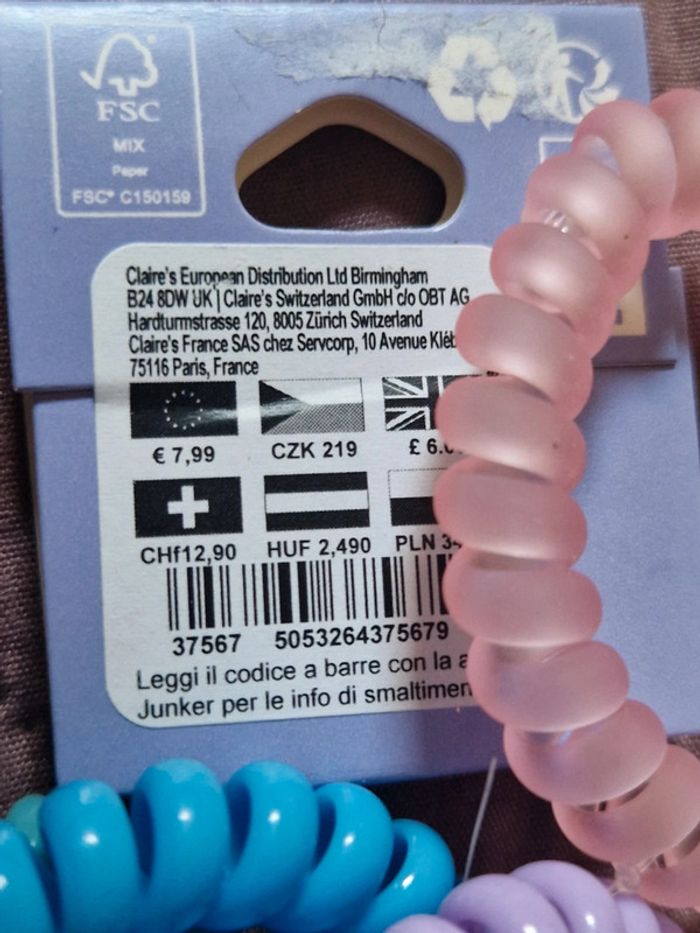 FSC
MIX
Paper
FSC® C150159
Claire's European Distribution Ltd Birmingham
B24 8DW UK | Claire's Switzerland GmbH c/o OBT AG
Hardturmstrasse 120, 8005 Zürich Switzerland
Claire's France SAS chez Servcorp, 10 Avenue
75116 Paris, France
€ 7,99 CZK 219 £
CHf12,90 HUF 2,490 PLN
37567 5053264375679
Leggi il codice a barre con la
Junker per le info di